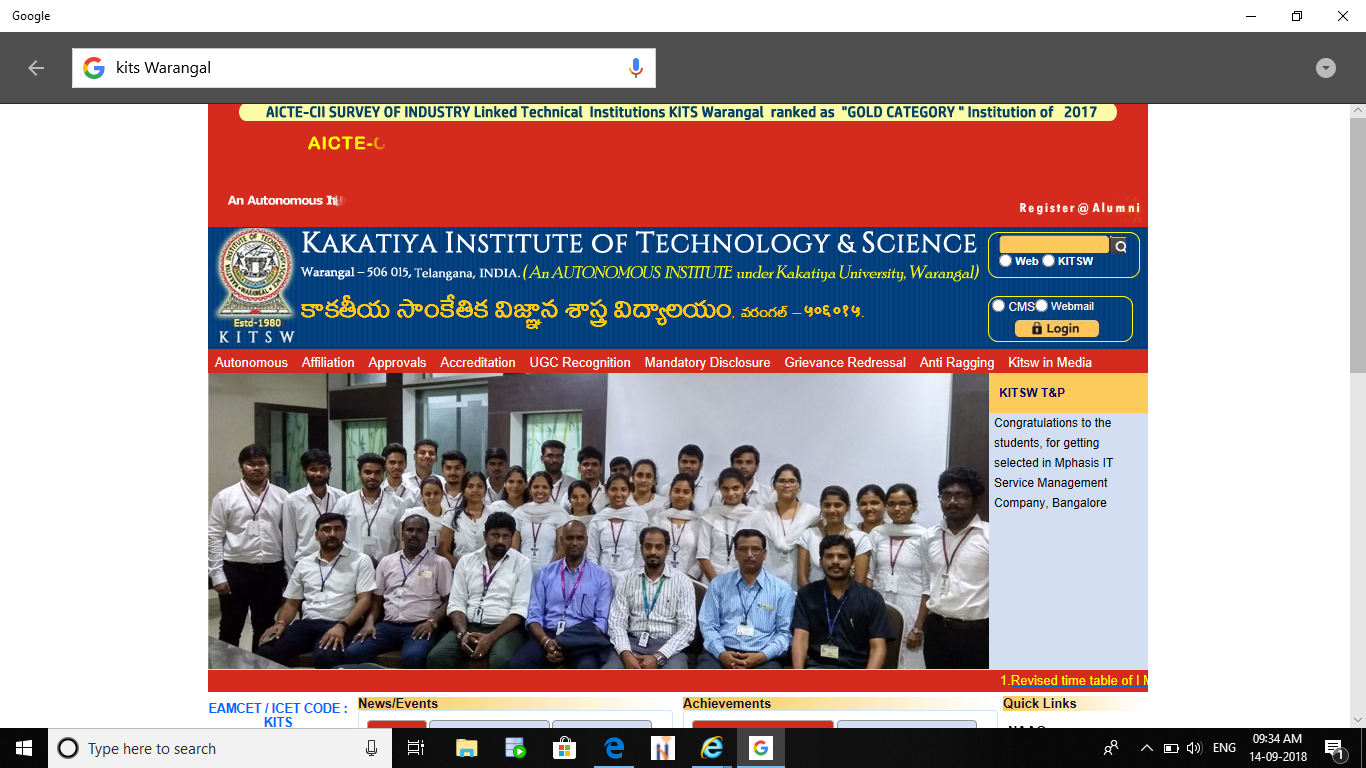 Google
kits Warangal
AICTE-CII SURVEY OF INDUSTRY Linked Technical Institutions KITS Warangal ranked as "GOLD CATEGORY " Institution of 2017
AICTE-C
An Autonomous In
Register@Alumni
KAKATIYA INSTITUTE OF TECHNOLOGY & SCIENCE
Warangal – 506 015, Telangana, INDIA. (An AUTONOMOUS INSTITUTE under Kakatiya University, Warangal)
కాకతీయ సాంకేతిక విజ్ఞాన శాస్త్ర విద్యాలయం, వరంగల్ – ౫౦౬౦౧౫.
Estd-1980
KITSW
Web KITSW
CMS Webmail
Login
Autonomous Affiliation Approvals Accreditation UGC Recognition Mandatory Disclosure Grievance Redressal Anti Ragging Kitsw in Media
KITSW T&P
Congratulations to the
students, for getting
selected in Mphasis IT
Service Management
Company, Bangalore
1.Revised time table of I M
EAMCET / ICET CODE :
KITS
News/Events
Achievements
Quick Links
Type here to search
ENG
09:34 AM
14-09-2018
1